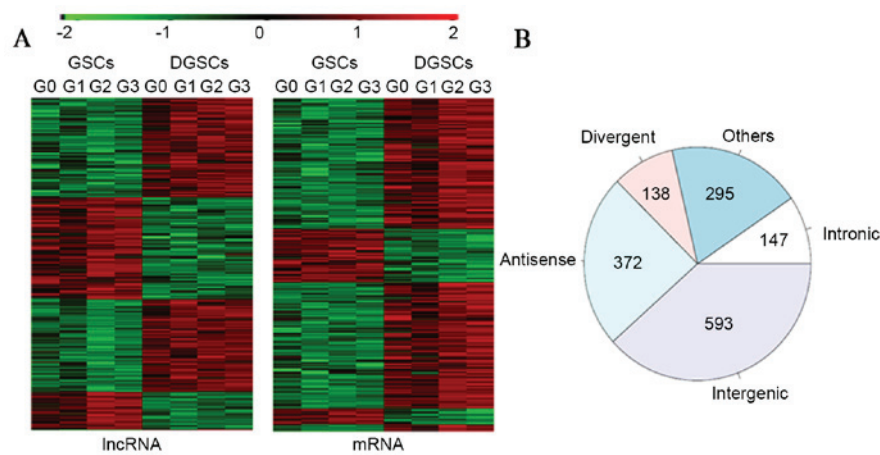 -2 -1 0 1 2
A
GSCs DGSCs GSCs DGSCs
G0 G1 G2 G3 G0 G1 G2 G3 G0 G1 G2 G3 G0 G1 G2 G3
lncRNA mRNA
B
Divergent Others
138 295
147 Intronic
Antisense 372
593
Intergenic